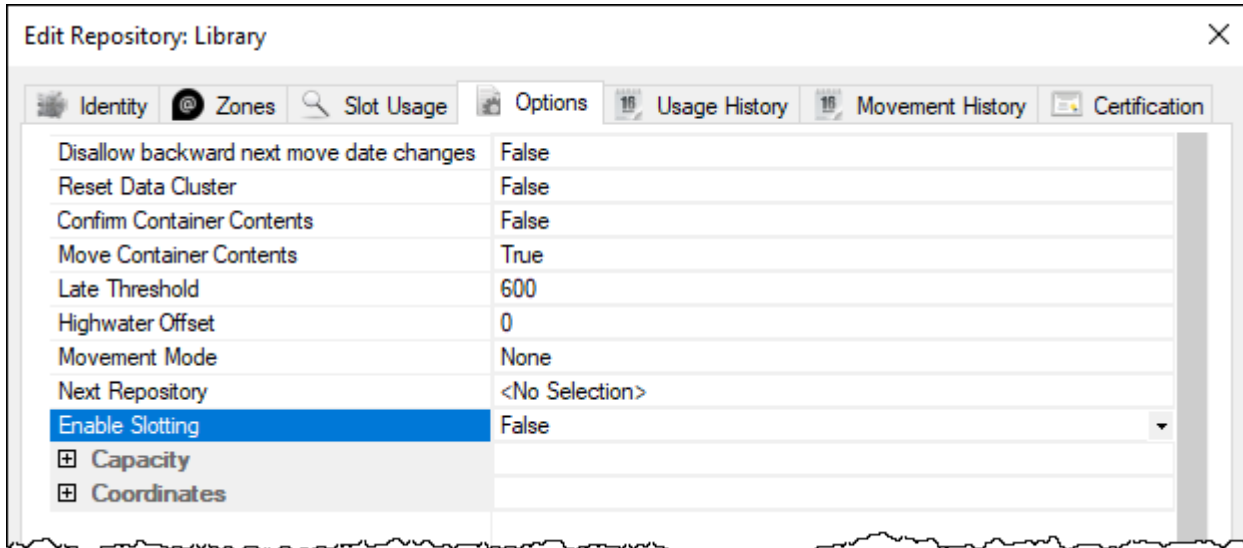 Edit Repository: Library
Identity Zones Slot Usage Options 16 Usage History 16 Movement History Certification
Disallow backward next move date changes False
Reset Data Cluster False
Confirm Container Contents False
Move Container Contents True
Late Threshold 600
Highwater Offset 0
Movement Mode None
Next Repository <No Selection>
Enable Slotting False
Capacity
Coordinates